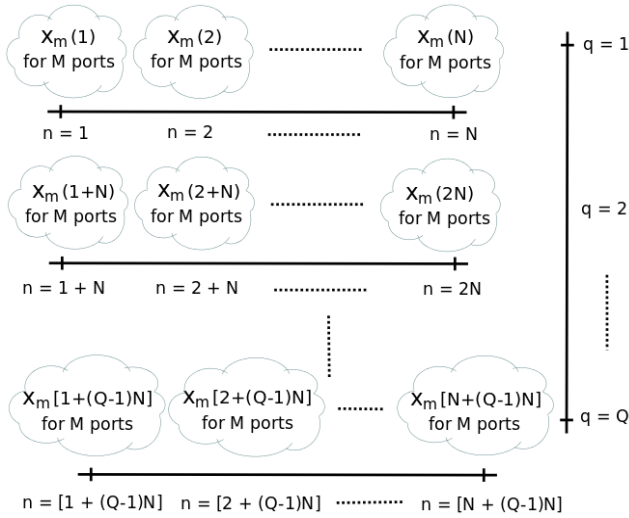 Xm(1) Xm(2) Xm(N) q = 1
for M ports for M ports for M ports
n = 1 n = 2 n = N
Xm(1+N) Xm(2+N) Xm(2N) q = 2
for M ports for M ports for M ports
n = 1 + N n = 2 + N n = 2N
Xm[1+(Q-1)N] Xm[2+(Q-1)N] Xm[N+(Q-1)N] q = Q
for M ports for M ports for M ports
n = [1 + (Q-1)N] n = [2 + (Q-1)N] n = [N + (Q-1)N]